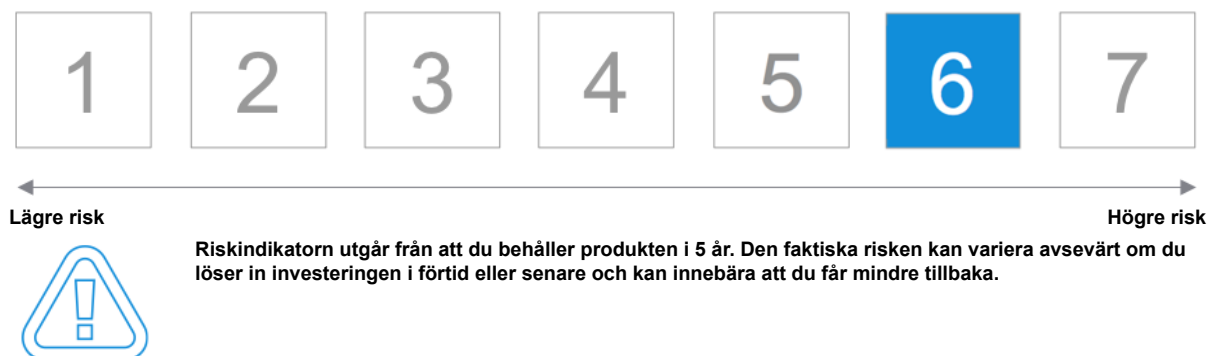 1 2 3 4 5 6 7
Lägre risk Högre risk
Riskindikatorn utgår från att du behåller produkten i 5 år. Den faktiska risken kan variera avsevärt om du
löser in investeringen i förtid eller senare och kan innebära att du får mindre tillbaka.